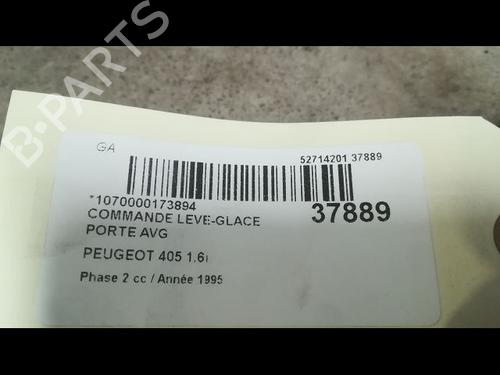 B-PARTS
GA
52714201 37889
*1070000173894
COMMANDE LEVE-GLACE
37889
PORTE AVG
PEUGEOT 405 1.6i
Phase 2 cc / Année 1995